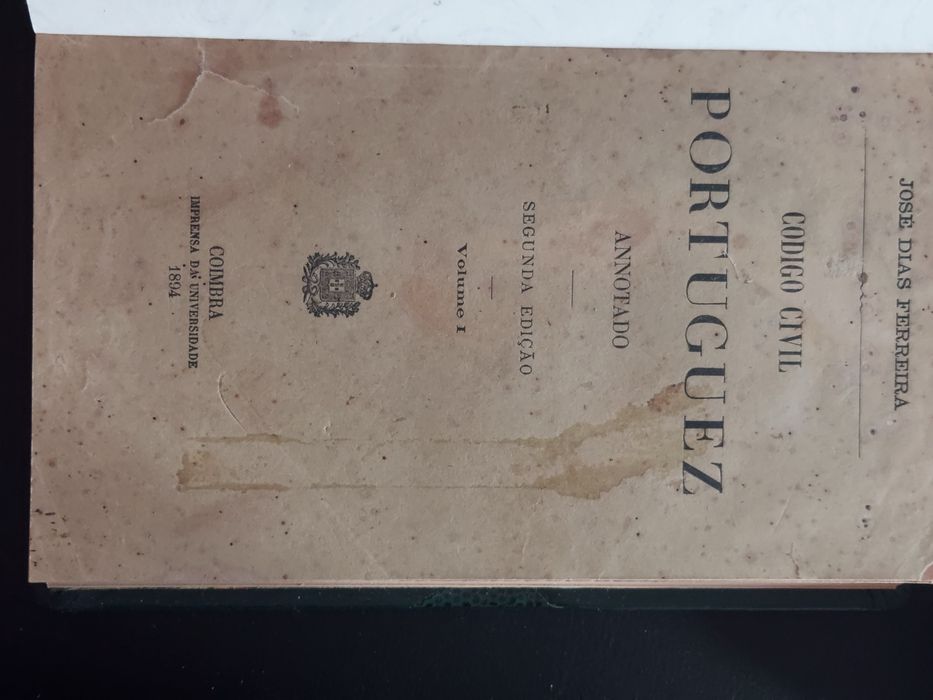 JOSÉ DIAS FERREIRA
CODIGO CIVIL
PORTUGUEZ
ANNOTADO
SEGUNDA EDIÇÃO
Volume I
COIMBRA
IMPRENSA DA UNIVERSIDADE
1894